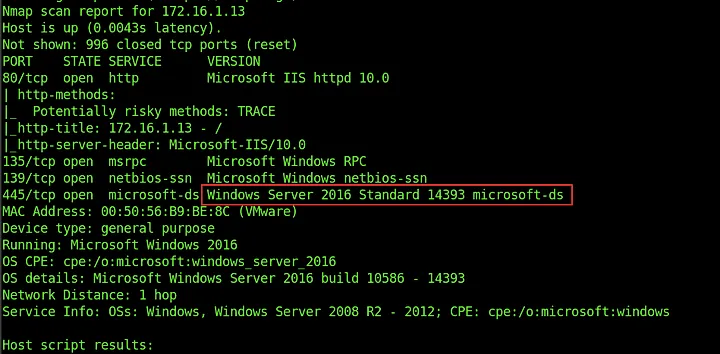 Nmap scan report for 172.16.1.13
Host is up (0.0043s latency).
Not shown: 996 closed tcp ports (reset)
PORT    STATE SERVICE      VERSION
80/tcp  open  http         Microsoft IIS httpd 10.0
| http-methods:
|_  Potentially risky methods: TRACE
|_http-title: 172.16.1.13 - /
|_http-server-header: Microsoft-IIS/10.0
135/tcp open  msrpc        Microsoft Windows RPC
139/tcp open  netbios-ssn  Microsoft Windows netbios-ssn
445/tcp open  microsoft-ds Windows Server 2016 Standard 14393 microsoft-ds
MAC Address: 00:50:56:B9:BE:8C (VMware)
Device type: general purpose
Running: Microsoft Windows 2016
OS CPE: cpe:/o:microsoft:windows_server_2016
OS details: Microsoft Windows Server 2016 build 10586 - 14393
Network Distance: 1 hop
Service Info: OSs: Windows, Windows Server 2008 R2 - 2012; CPE: cpe:/o:microsoft:windows
Host script results: